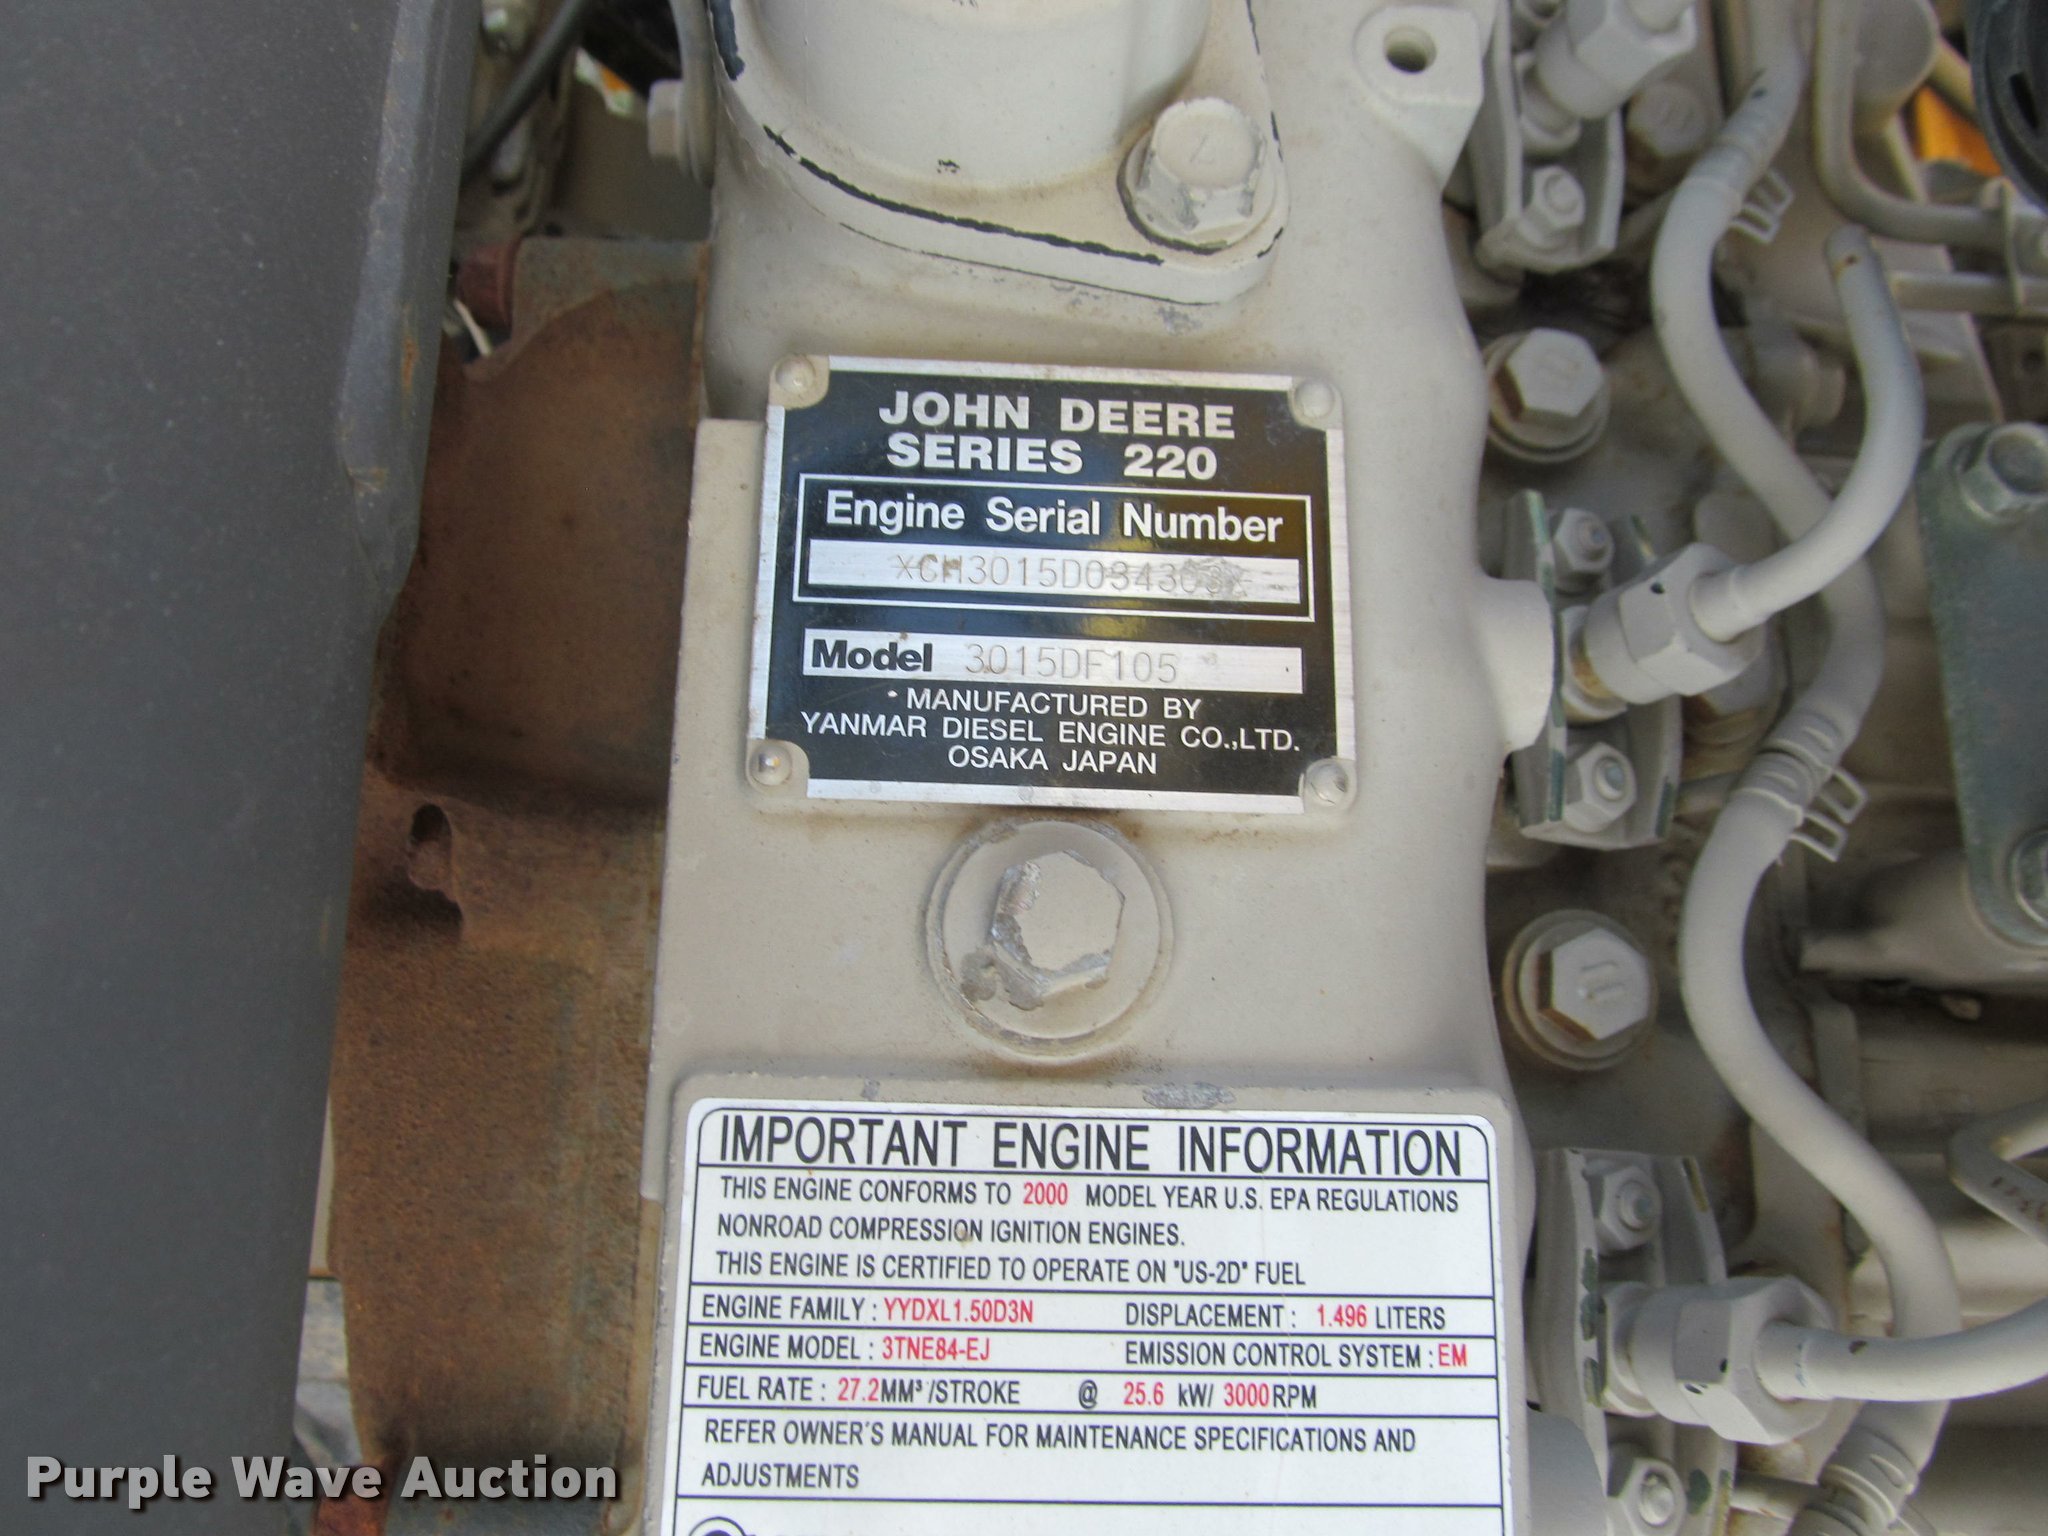 JOHN DEERE
SERIES 220
Engine Serial Number
Model 3015DF105
MANUFACTURED BY
YANMAR DIESEL ENGINE CO.,LTD.
OSAKA JAPAN
IMPORTANT ENGINE INFORMATION
THIS ENGINE CONFORMS TO 2000 MODEL YEAR U.S. EPA REGULATIONS
NONROAD COMPRESSION IGNITION ENGINES.
THIS ENGINE IS CERTIFIED TO OPERATE ON "US-2D" FUEL
ENGINE FAMILY : YYDXL1.50D3N DISPLACEMENT : 1.496 LITERS
ENGINE MODEL : 3TNE84-EJ EMISSION CONTROL SYSTEM : EM
FUEL RATE : 27.2MM³/STROKE @ 25.6 kW/ 3000RPM
REFER OWNER'S MANUAL FOR MAINTENANCE SPECIFICATIONS AND
ADJUSTMENTS
Purple Wave Auction